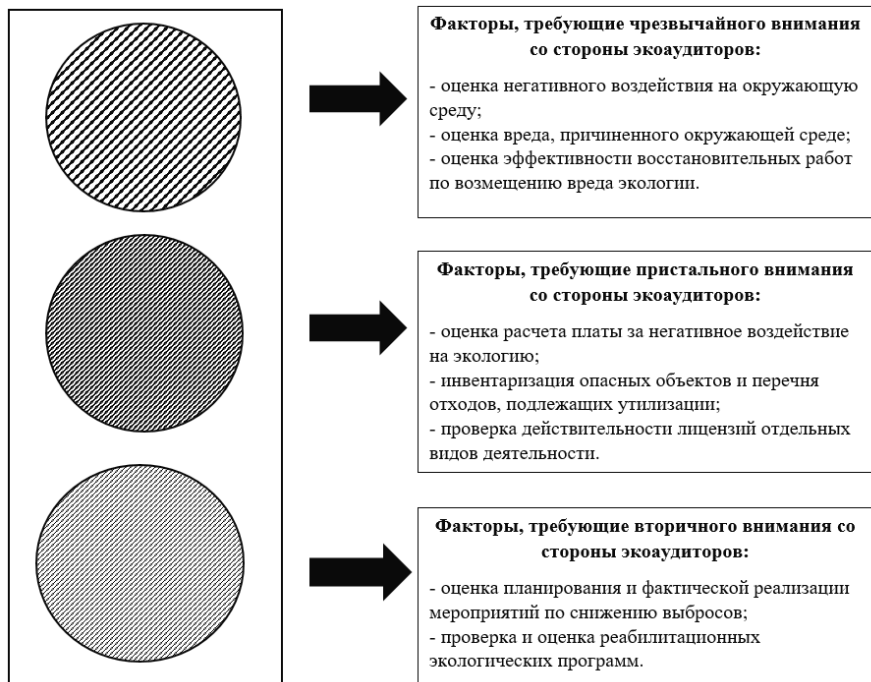 Факторы, требующие чрезвычайного внимания
со стороны экоаудиторов:
- оценка негативного воздействия на окружающую
среду;
- оценка вреда, причиненного окружающей среде;
- оценка эффективности восстановительных работ
по возмещению вреда экологии.
Факторы, требующие пристального внимания
со стороны экоаудиторов:
- оценка расчета платы за негативное воздействие
на экологию;
- инвентаризация опасных объектов и перечня
отходов, подлежащих утилизации;
- проверка действительности лицензий отдельных
видов деятельности.
Факторы, требующие вторичного внимания со
стороны экоаудиторов:
- оценка планирования и фактической реализации
мероприятий по снижению выбросов;
- проверка и оценка реабилитационных
экологических программ.